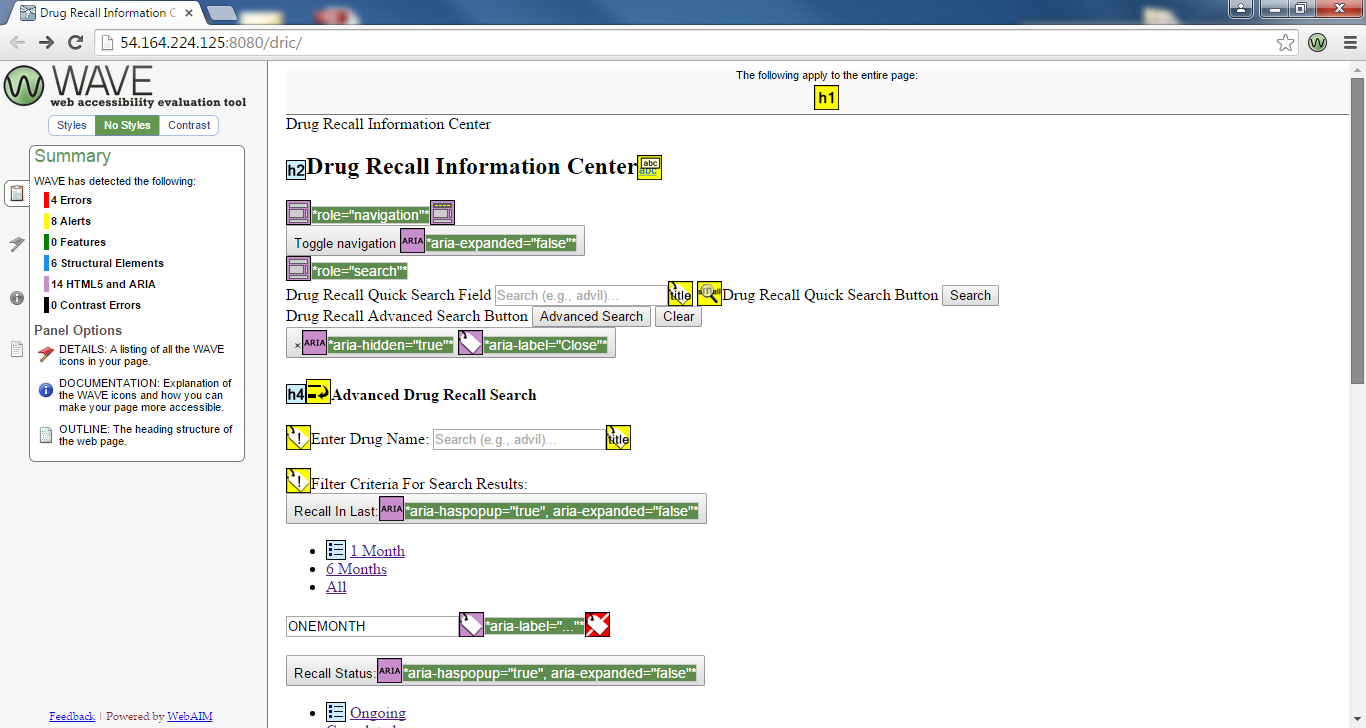 Drug Recall Information C
54.164.224.125:8080/dric/
WAVE
web accessibility evaluation tool
Styles No Styles Contrast
Summary
WAVE has detected the following:
4 Errors
8 Alerts
0 Features
6 Structural Elements
14 HTML5 and ARIA
0 Contrast Errors
Panel Options
DETAILS: A listing of all the WAVE
icons in your page.
DOCUMENTATION: Explanation of
the WAVE icons and how you can
make your page more accessible.
OUTLINE: The heading structure of
the web page.
Feedback | Powered by WebAIM
The following apply to the entire page:
h1
Drug Recall Information Center
h2 Drug Recall Information Center abc abc
*role="navigation"*
Toggle navigation ARIA *aria-expanded="false"*
*role="search"*
Drug Recall Quick Search Field Search (e.g., advil)... title small Drug Recall Quick Search Button Search
Drug Recall Advanced Search Button Advanced Search Clear
× ARIA *aria-hidden="true"* *aria-label="Close"*
h4 Advanced Drug Recall Search
! Enter Drug Name: Search (e.g., advil)... title
! Filter Criteria For Search Results:
Recall In Last: ARIA *aria-haspopup="true", aria-expanded="false"*
1 Month
6 Months
All
ONEMONTH *aria-label="..."*
Recall Status: ARIA *aria-haspopup="true", aria-expanded="false"*
Ongoing